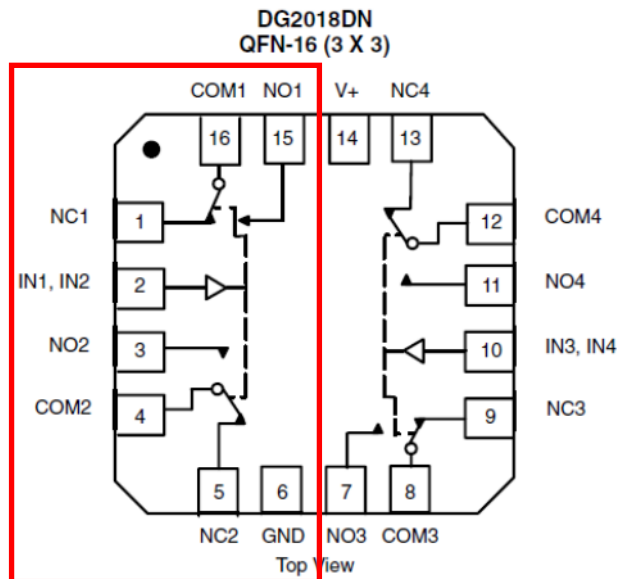 DG2018DN
QFN-16 (3 X 3)
COM1 NO1 V+ NC4
16 15 14 13
NC1 1 12 COM4
IN1, IN2 2 11 NO4
NO2 3 10 IN3, IN4
COM2 4 9 NC3
5 6 7 8
NC2 GND NO3 COM3
Top View